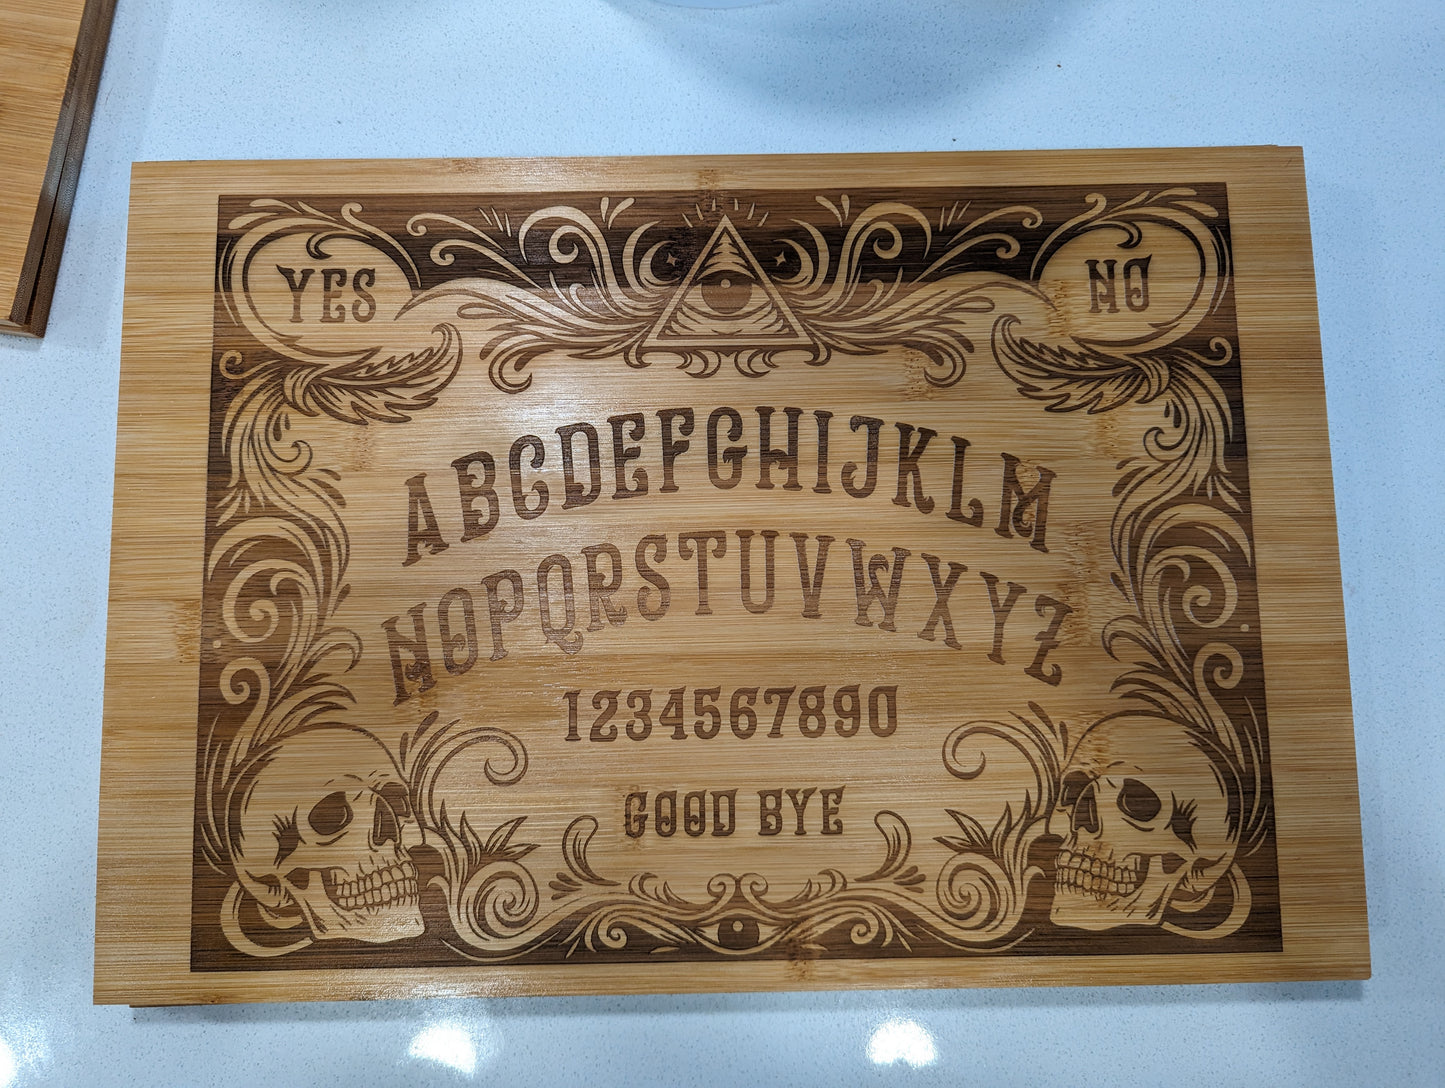 YES NO
ABCDEFGHIJKLM
NOPQRSTUVWXYZ
1234567890
GOOD BYE